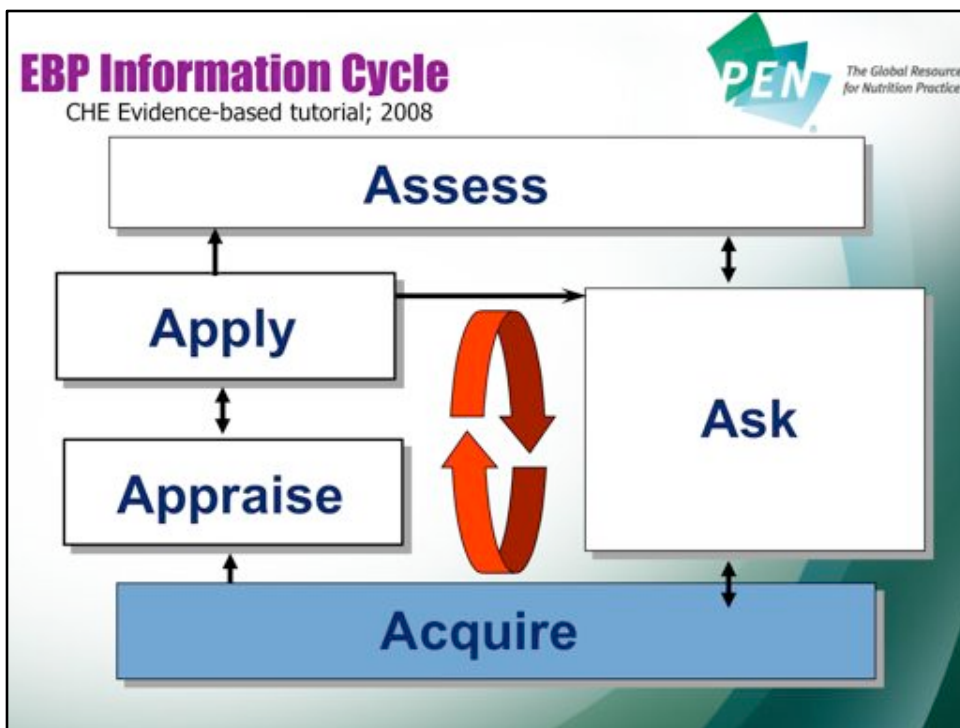 EBP Information Cycle
CHE Evidence-based tutorial; 2008
PEN
®
The Global Resource
for Nutrition Practice
Assess
Apply
Ask
Appraise
Acquire